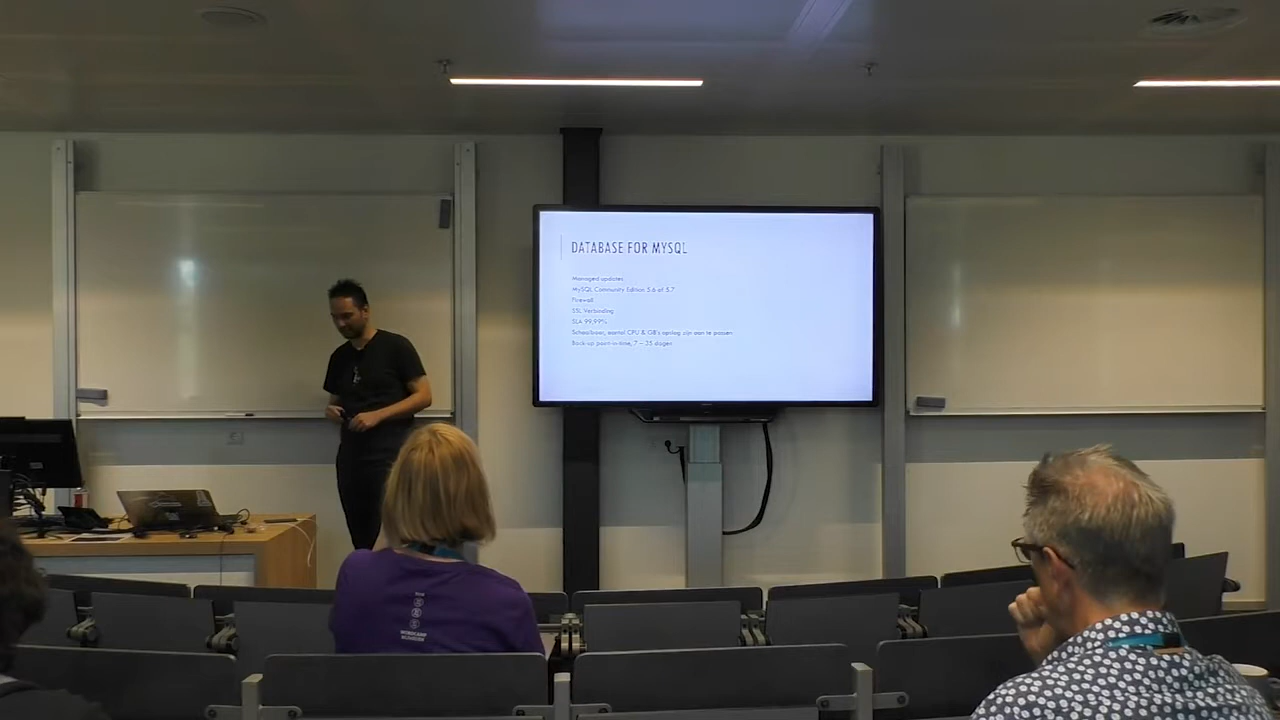 DATABASE FOR MYSQL
Managed updates
MySQL Community Edition 5.6 of 5.7
Firewall
SSL Verbinding
SLA 99,99%
Schaalbaar, aantal CPU & GB's opslag zijn aan te passen
Back-up point-in-time, 7 – 35 dagen
WORDCAMP